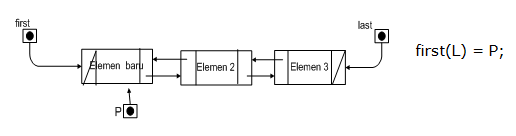 first
last
Elemen baru
Elemen 2
Elemen 3
first(L) = P;
P